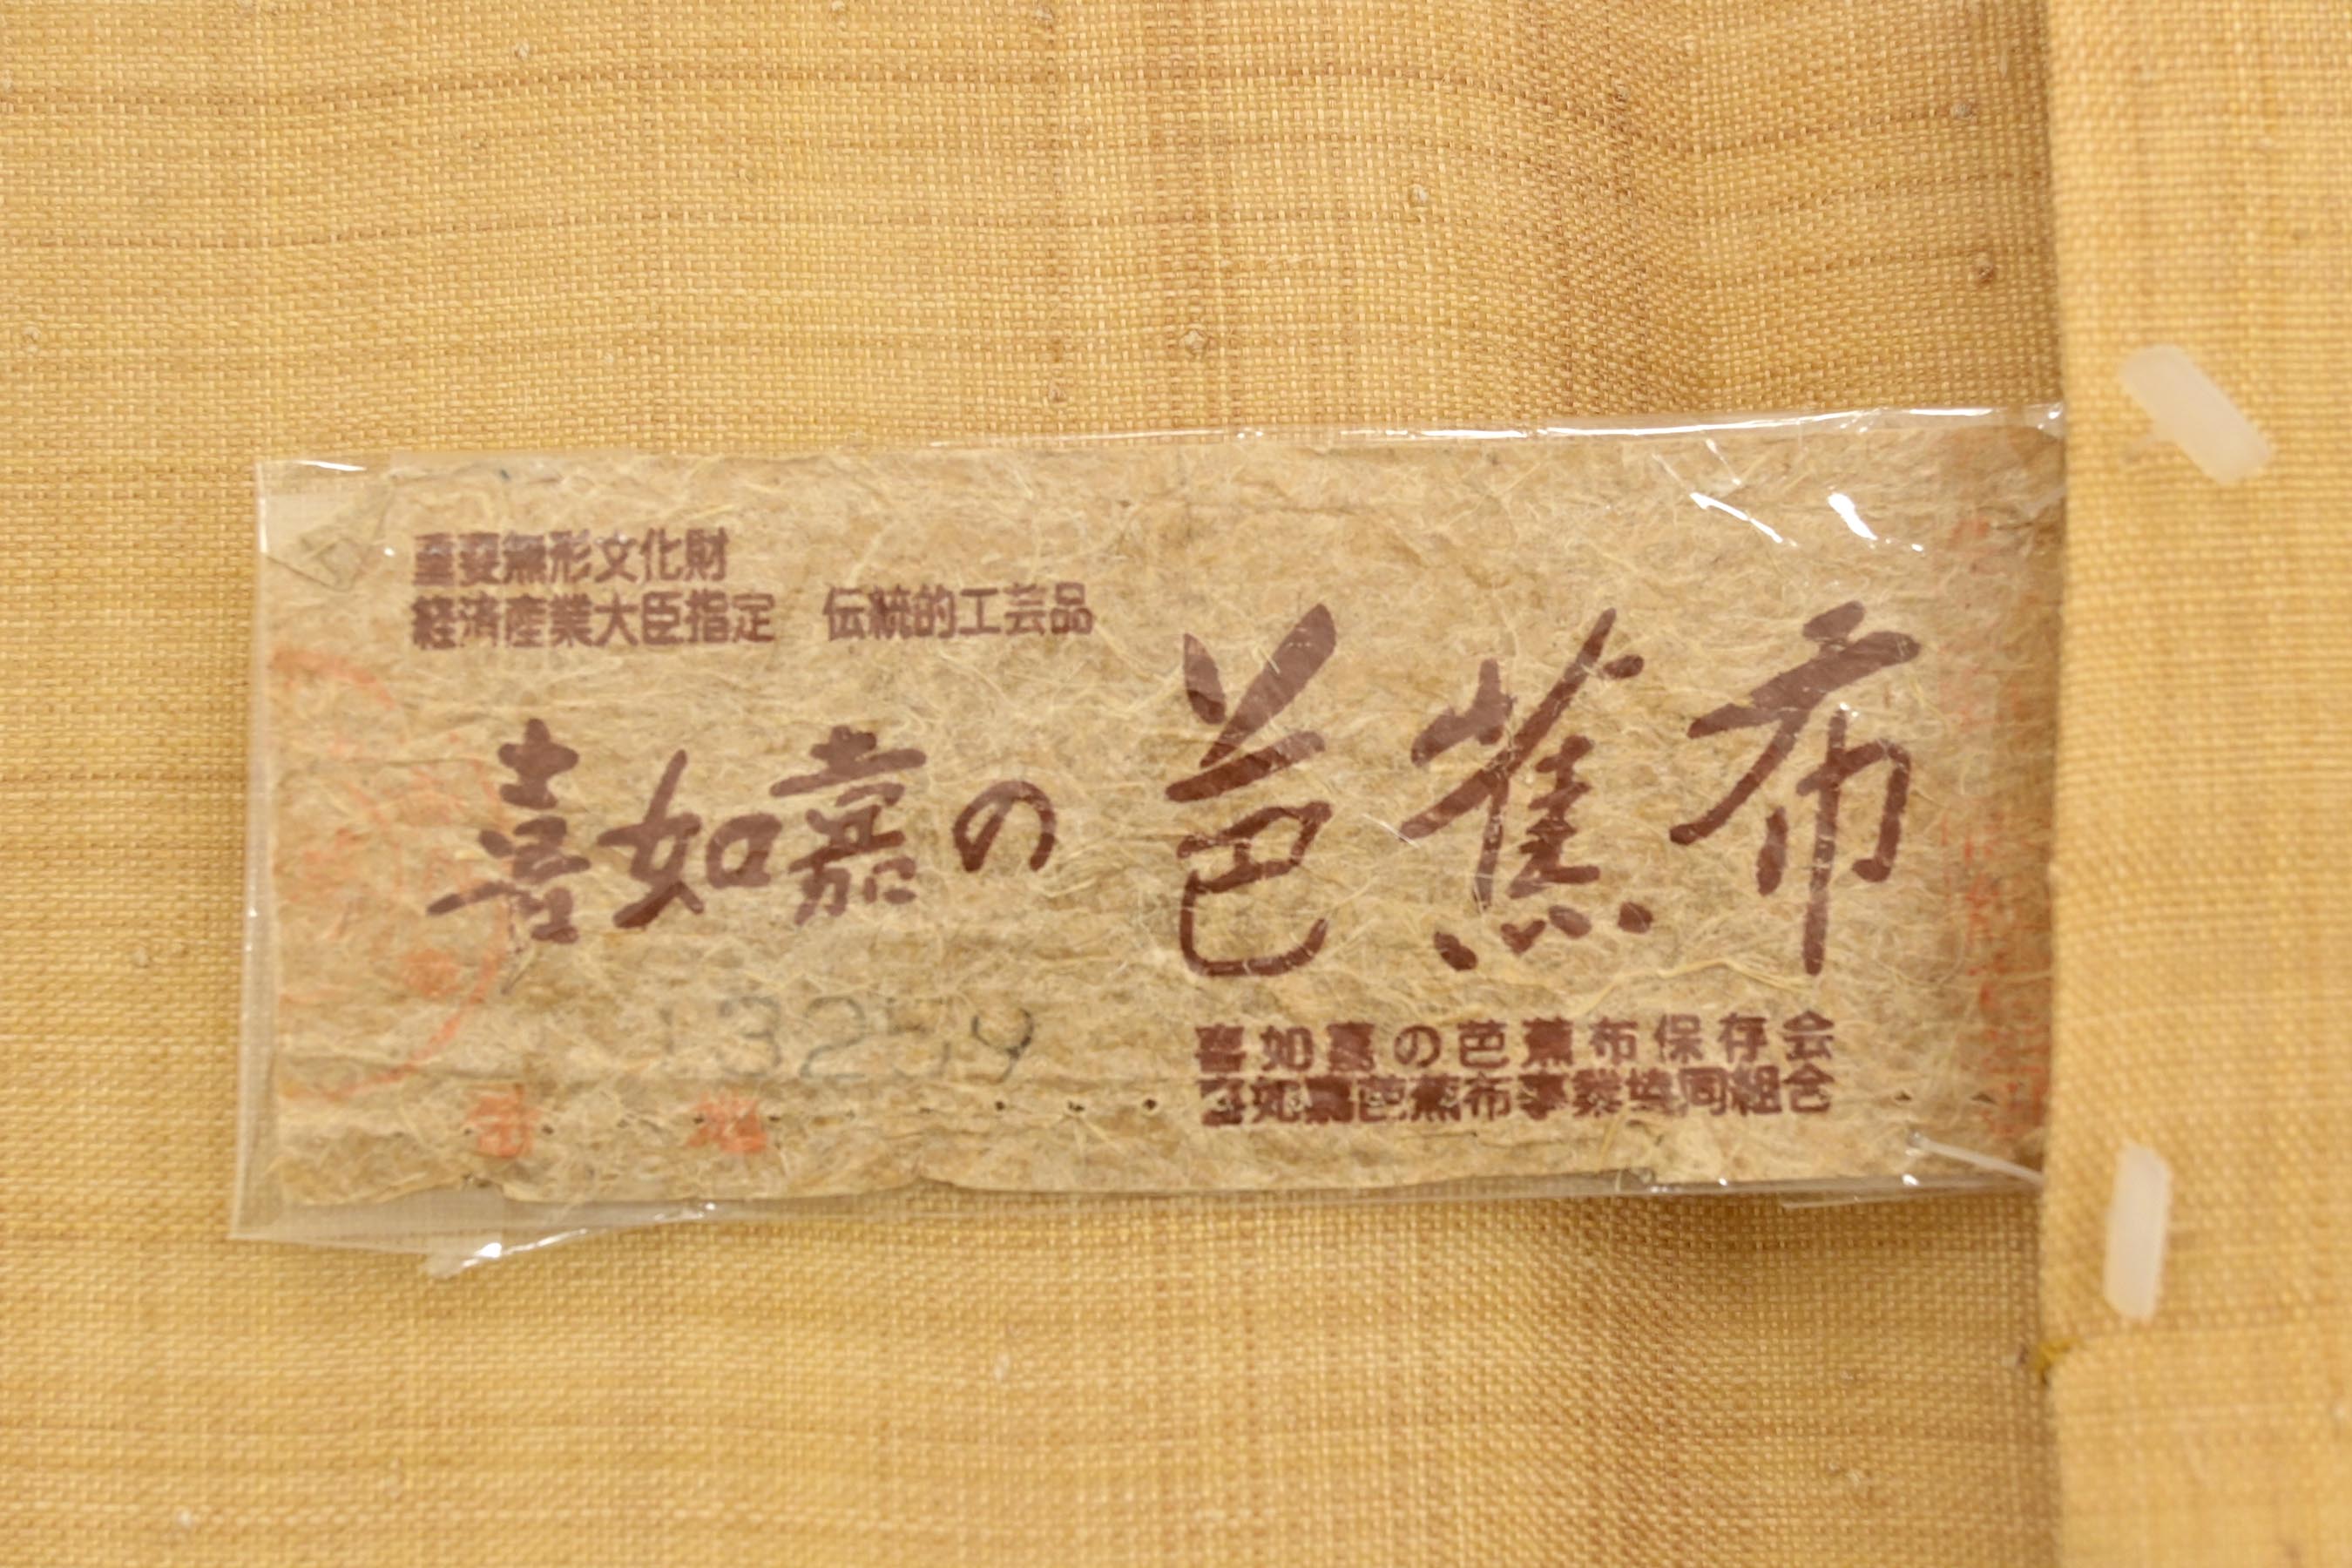 重要無形文化財
経済産業大臣指定 伝統的工芸品
喜如嘉の芭蕉布
喜如嘉の芭蕉布保存会
喜如嘉芭蕉布事業協同組合